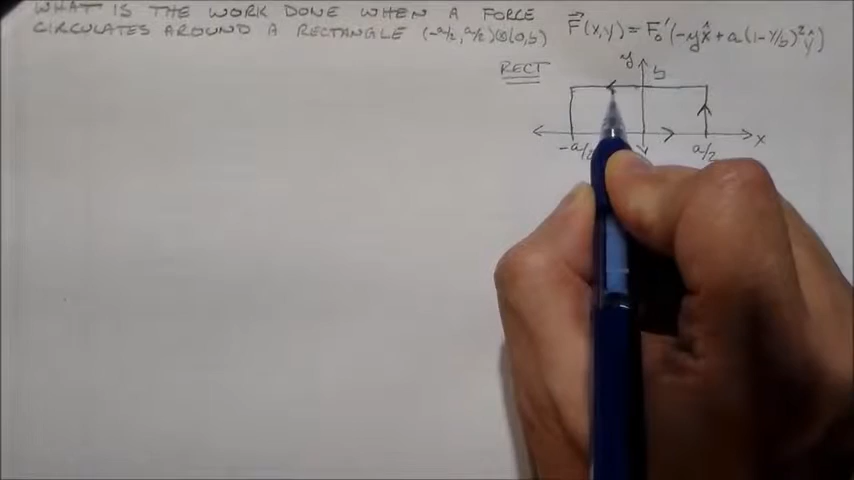 WHAT IS THE WORK DONE WHEN A FORCE F⃗(x,y) = F₀'(-yx̂ + a(1-y/b)²ŷ)
CIRCULATES AROUND A RECTANGLE (-a/2, a/2)⊗(0,b)
RECT
y
b
x
-a/2
a/2